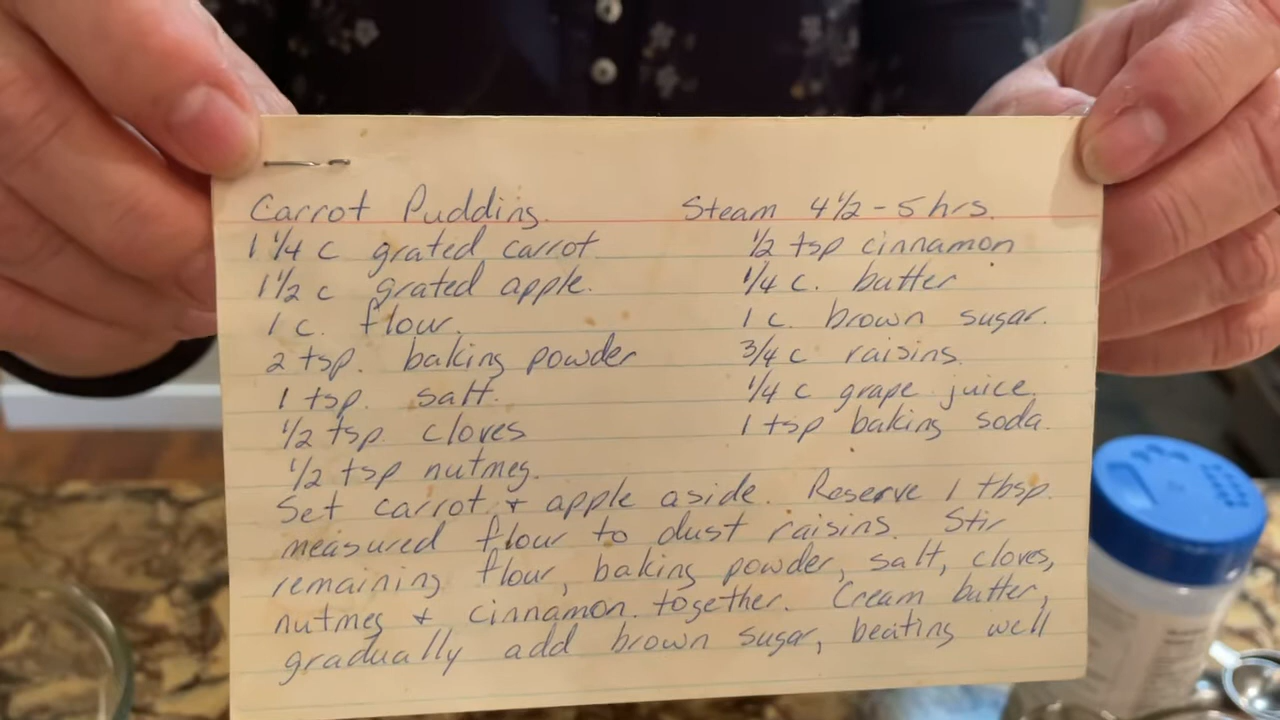 Carrot Pudding. Steam 4½-5 hrs.
1 ¼ c grated carrot ½ tsp cinnamon
1½ c grated apple. ¼ c. butter
1 c. flour. 1 c. brown sugar.
2 tsp. baking powder ¾ c raisins.
1 tsp. salt. ¼ c grape juice.
½ tsp. cloves 1 tsp baking soda.
½ tsp nutmeg.
Set carrot + apple aside. Reserve 1 tbsp.
measured flour to dust raisins. Stir
remaining flour, baking powder, salt, cloves,
nutmeg + cinnamon. together. Cream butter,
gradually add brown sugar, beating well